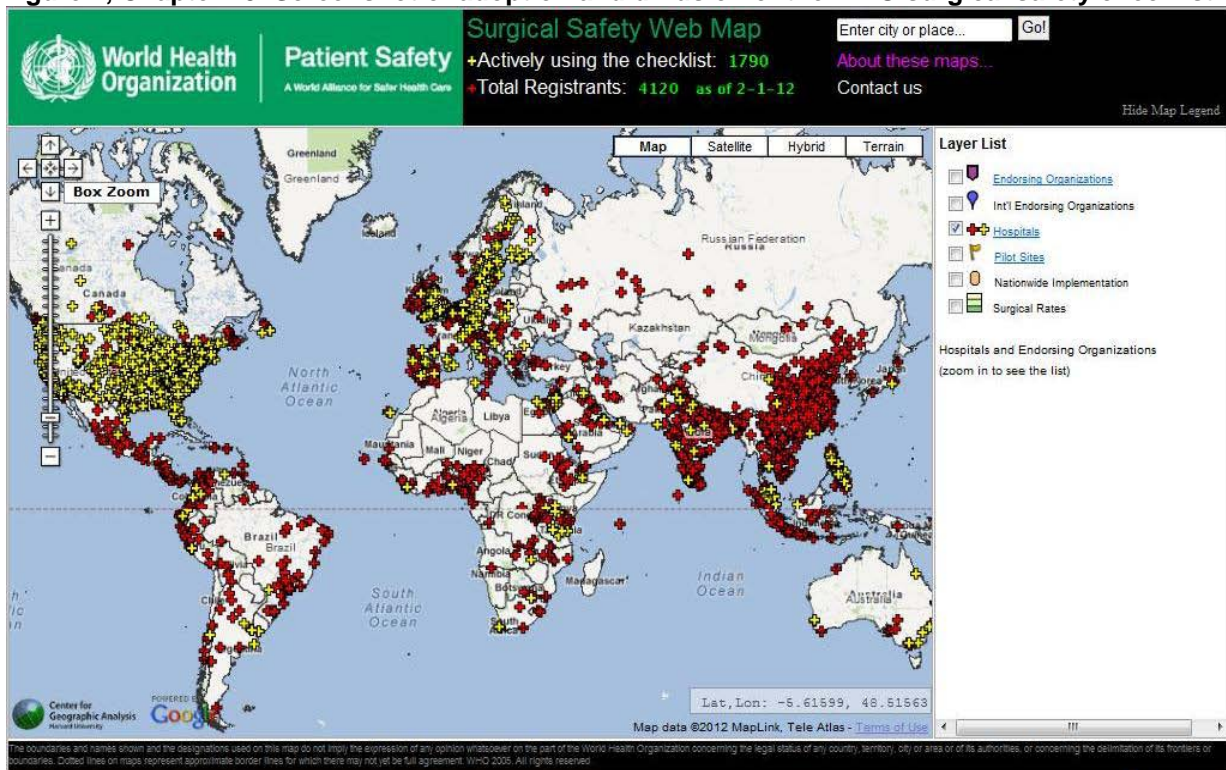 World Health
Organization
Patient Safety
A World Alliance for Safer Health Care
Surgical Safety Web Map
+Actively using the checklist: 1790
+Total Registrants: 4120 as of 2-1-12
Enter city or place...
Go!
About these maps...
Contact us
Hide Map Legend
Box Zoom
Map
Satellite
Hybrid
Terrain
Greenland
Greenland
Iceland
Finland
Russian Federation
Russia
Canada
Canada
Kazakhstan
Mongolia
North
Atlantic
Ocean
Algeria
Algeria
Libya
Mauritania
Mali
Niger
Chad
Brazil
Brazil
Angola
Namibia
Madagascar
South
Africa
South
Atlantic
Ocean
Indian
Ocean
Australia
Australia
Lat,Lon: -5.61599, 48.51563
Center for
Geographic Analysis
Harvard University
POWERED BY
Google
Map data ©2012 MapLink, Tele Atlas - Terms of Use
Layer List
Endorsing Organizations
Int'l Endorsing Organizations
Hospitals
Pilot Sites
Nationwide Implementation
Surgical Rates
Hospitals and Endorsing Organizations
(zoom in to see the list)
The boundaries and names shown and the designations used on this map do not imply the expression of any opinion whatsoever on the part of the World Health Organization concerning the legal status of any country, territory, city or area or of its authorities, or concerning the delimitation of its frontiers or
boundaries. Dotted lines on maps represent approximate border lines for which there may not yet be full agreement. WHO 2005. All rights reserved